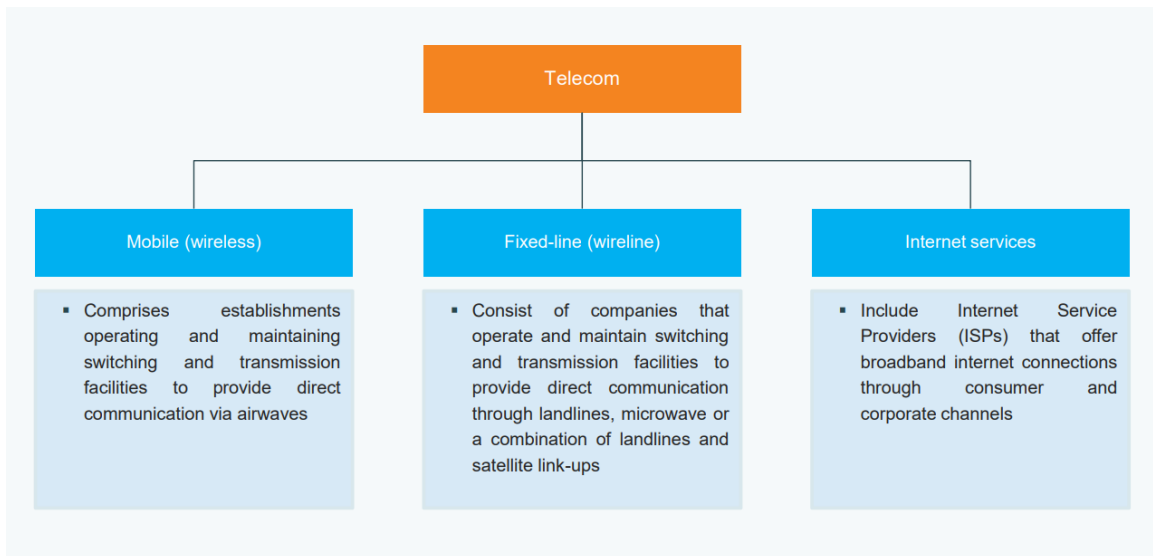 Telecom
Mobile (wireless)
▪ Comprises establishments
operating and maintaining
switching and transmission
facilities to provide direct
communication via airwaves
Fixed-line (wireline)
▪ Consist of companies that
operate and maintain switching
and transmission facilities to
provide direct communication
through landlines, microwave or
a combination of landlines and
satellite link-ups
Internet services
▪ Include Internet Service
Providers (ISPs) that offer
broadband internet connections
through consumer and
corporate channels